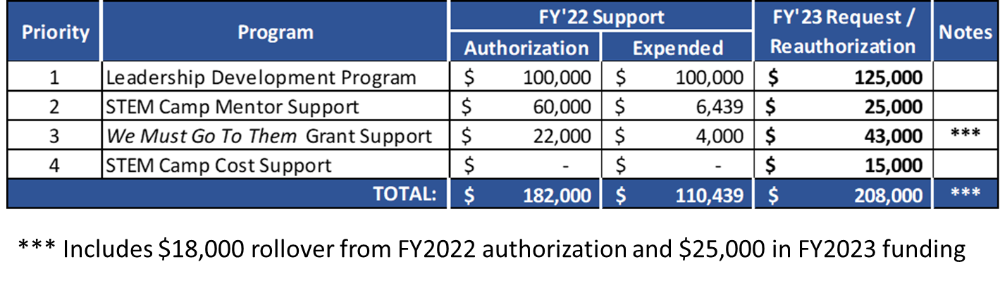 Priority Program FY'22 Support FY'23 Request / Reauthorization Notes
Authorization Expended
1 Leadership Development Program $ 100,000 $ 100,000 $ 125,000
2 STEM Camp Mentor Support $ 60,000 $ 6,439 $ 25,000
3 We Must Go To Them Grant Support $ 22,000 $ 4,000 $ 43,000 ***
4 STEM Camp Cost Support $ - $ - $ 15,000
TOTAL: $ 182,000 $ 110,439 $ 208,000 ***
*** Includes $18,000 rollover from FY2022 authorization and $25,000 in FY2023 funding